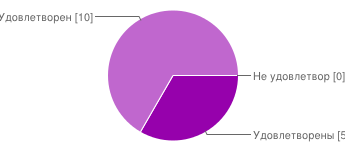 Удовлетворен [10]
Не удовлетвор [0]
Удовлетворены [5